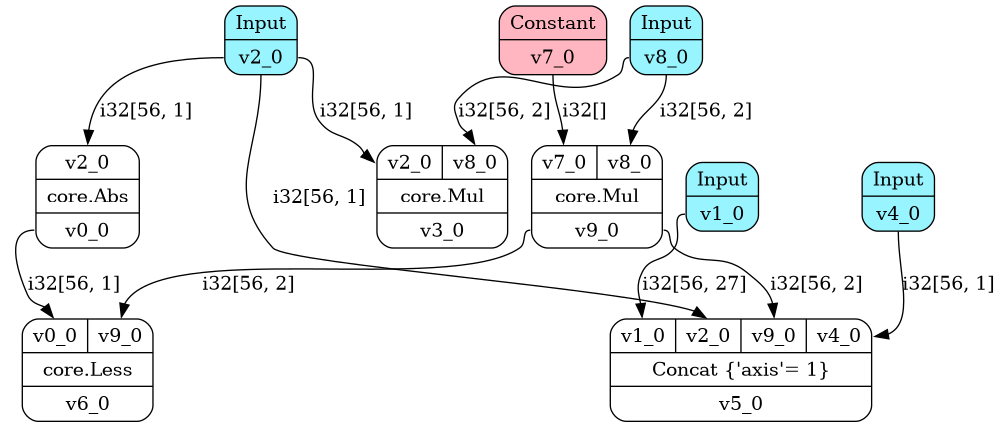 Input
v2_0
Constant
v7_0
Input
v8_0
i32[56, 1]
i32[56, 1]
i32[56, 2]
i32[]
i32[56, 2]
v2_0
core.Abs
v0_0
v2_0 v8_0
core.Mul
v3_0
v7_0 v8_0
core.Mul
v9_0
Input
v1_0
Input
v4_0
i32[56, 1]
i32[56, 1]
i32[56, 2]
i32[56, 27]
i32[56, 2]
i32[56, 1]
v0_0 v9_0
core.Less
v6_0
v1_0 v2_0 v9_0 v4_0
Concat {'axis'= 1}
v5_0